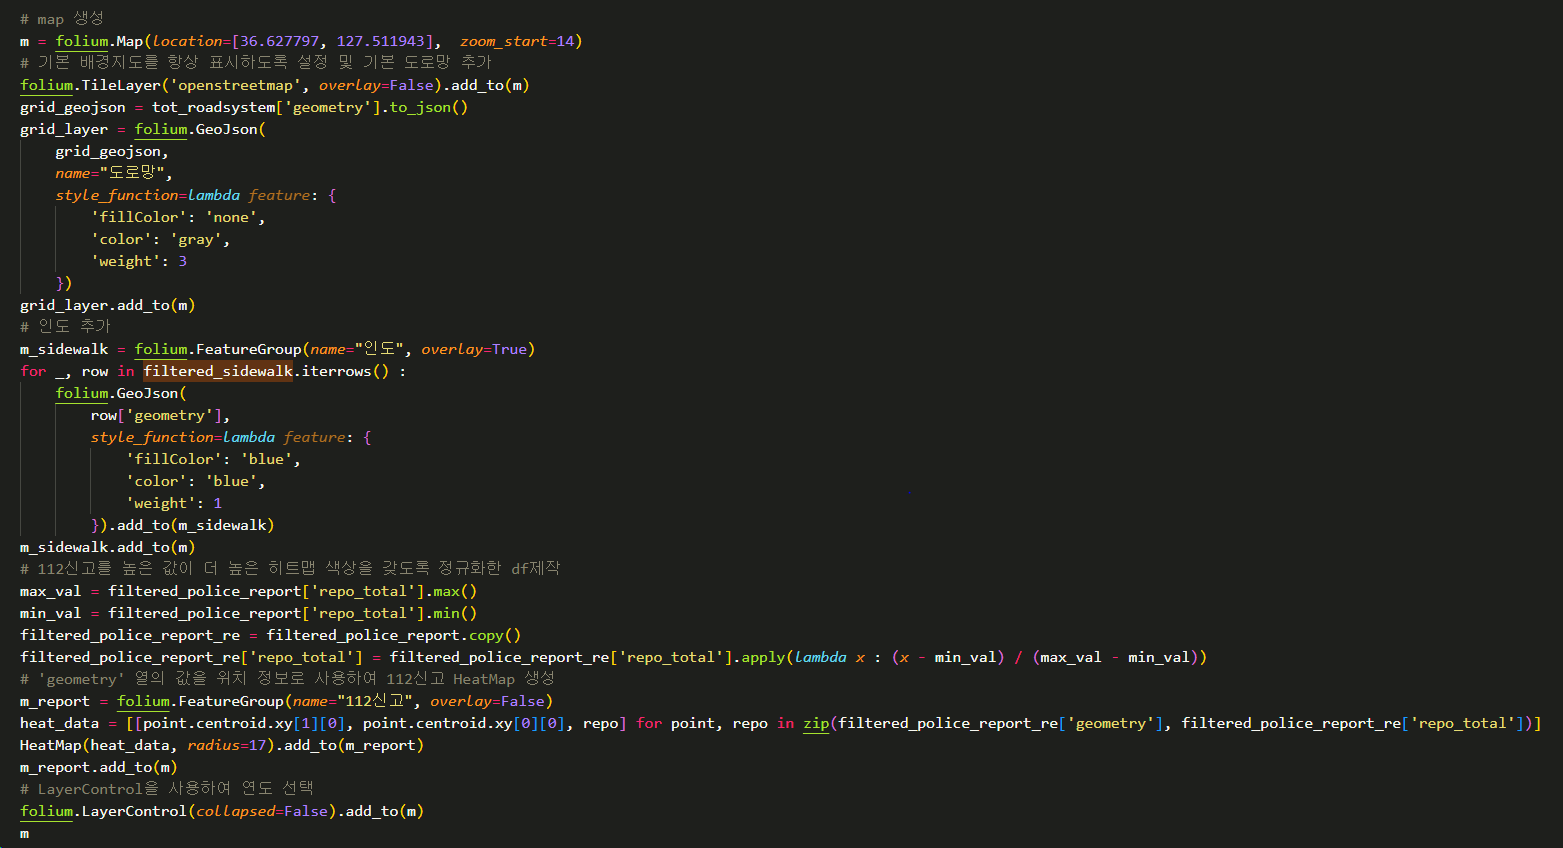 # map 생성
m = folium.Map(location=[36.627797, 127.511943],  zoom_start=14)
# 기본 배경지도를 항상 표시하도록 설정 및 기본 도로망 추가
folium.TileLayer('openstreetmap', overlay=False).add_to(m)
grid_geojson = tot_roadsystem['geometry'].to_json()
grid_layer = folium.GeoJson(
    grid_geojson,
    name="도로망",
    style_function=lambda feature: {
        'fillColor': 'none',
        'color': 'gray',
        'weight': 3
    })
grid_layer.add_to(m)
# 인도 추가
m_sidewalk = folium.FeatureGroup(name="인도", overlay=True)
for _, row in filtered_sidewalk.iterrows() :
    folium.GeoJson(
        row['geometry'],
        style_function=lambda feature: {
            'fillColor': 'blue',
            'color': 'blue',
            'weight': 1
        }).add_to(m_sidewalk)
m_sidewalk.add_to(m)
# 112신고를 높은 값이 더 높은 히트맵 색상을 갖도록 정규화한 df제작
max_val = filtered_police_report['repo_total'].max()
min_val = filtered_police_report['repo_total'].min()
filtered_police_report_re = filtered_police_report.copy()
filtered_police_report_re['repo_total'] = filtered_police_report_re['repo_total'].apply(lambda x : (x - min_val) / (max_val - min_val))
# 'geometry' 열의 값을 위치 정보로 사용하여 112신고 HeatMap 생성
m_report = folium.FeatureGroup(name="112신고", overlay=False)
heat_data = [[point.centroid.xy[1][0], point.centroid.xy[0][0], repo] for point, repo in zip(filtered_police_report_re['geometry'], filtered_police_report_re['repo_total'])]
HeatMap(heat_data, radius=17).add_to(m_report)
m_report.add_to(m)
# LayerControl을 사용하여 연도 선택
folium.LayerControl(collapsed=False).add_to(m)
m